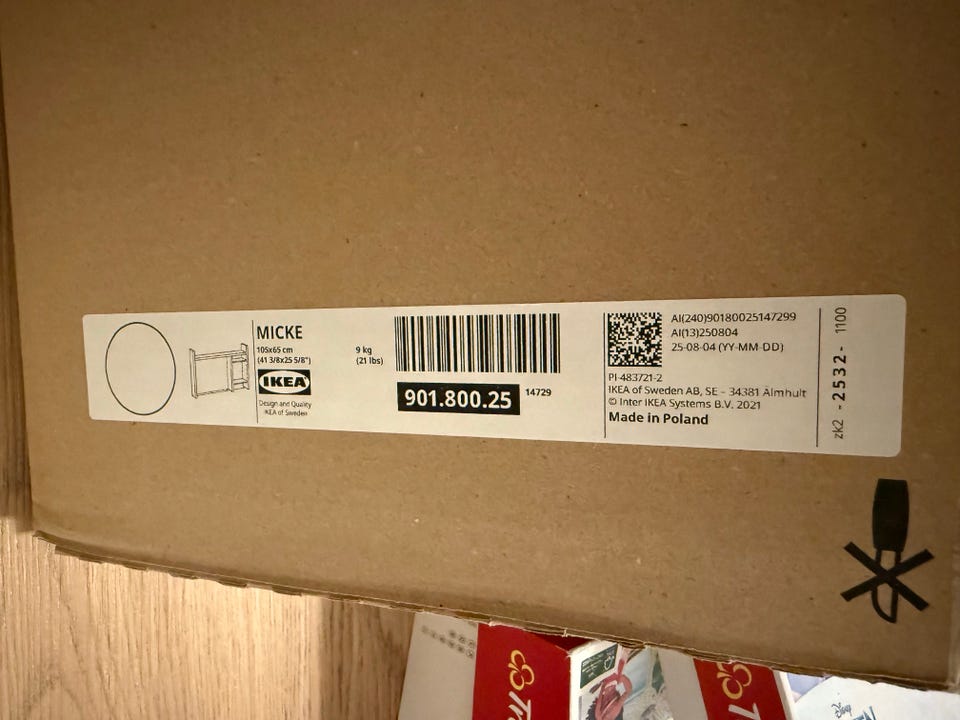 MICKE
105x65 cm
(41 3/8x25 5/8")
9 kg
(21 lbs)
IKEA
Design and Quality
IKEA of Sweden
901.800.25
14729
AI(240)90180025147299
AI(13)250804
25-08-04 (YY-MM-DD)
PI-483721-2
IKEA of Sweden AB, SE - 34381 Älmhult
© Inter IKEA Systems B.V. 2021
Made in Poland
zk2 - 2532 - 1100
Disney